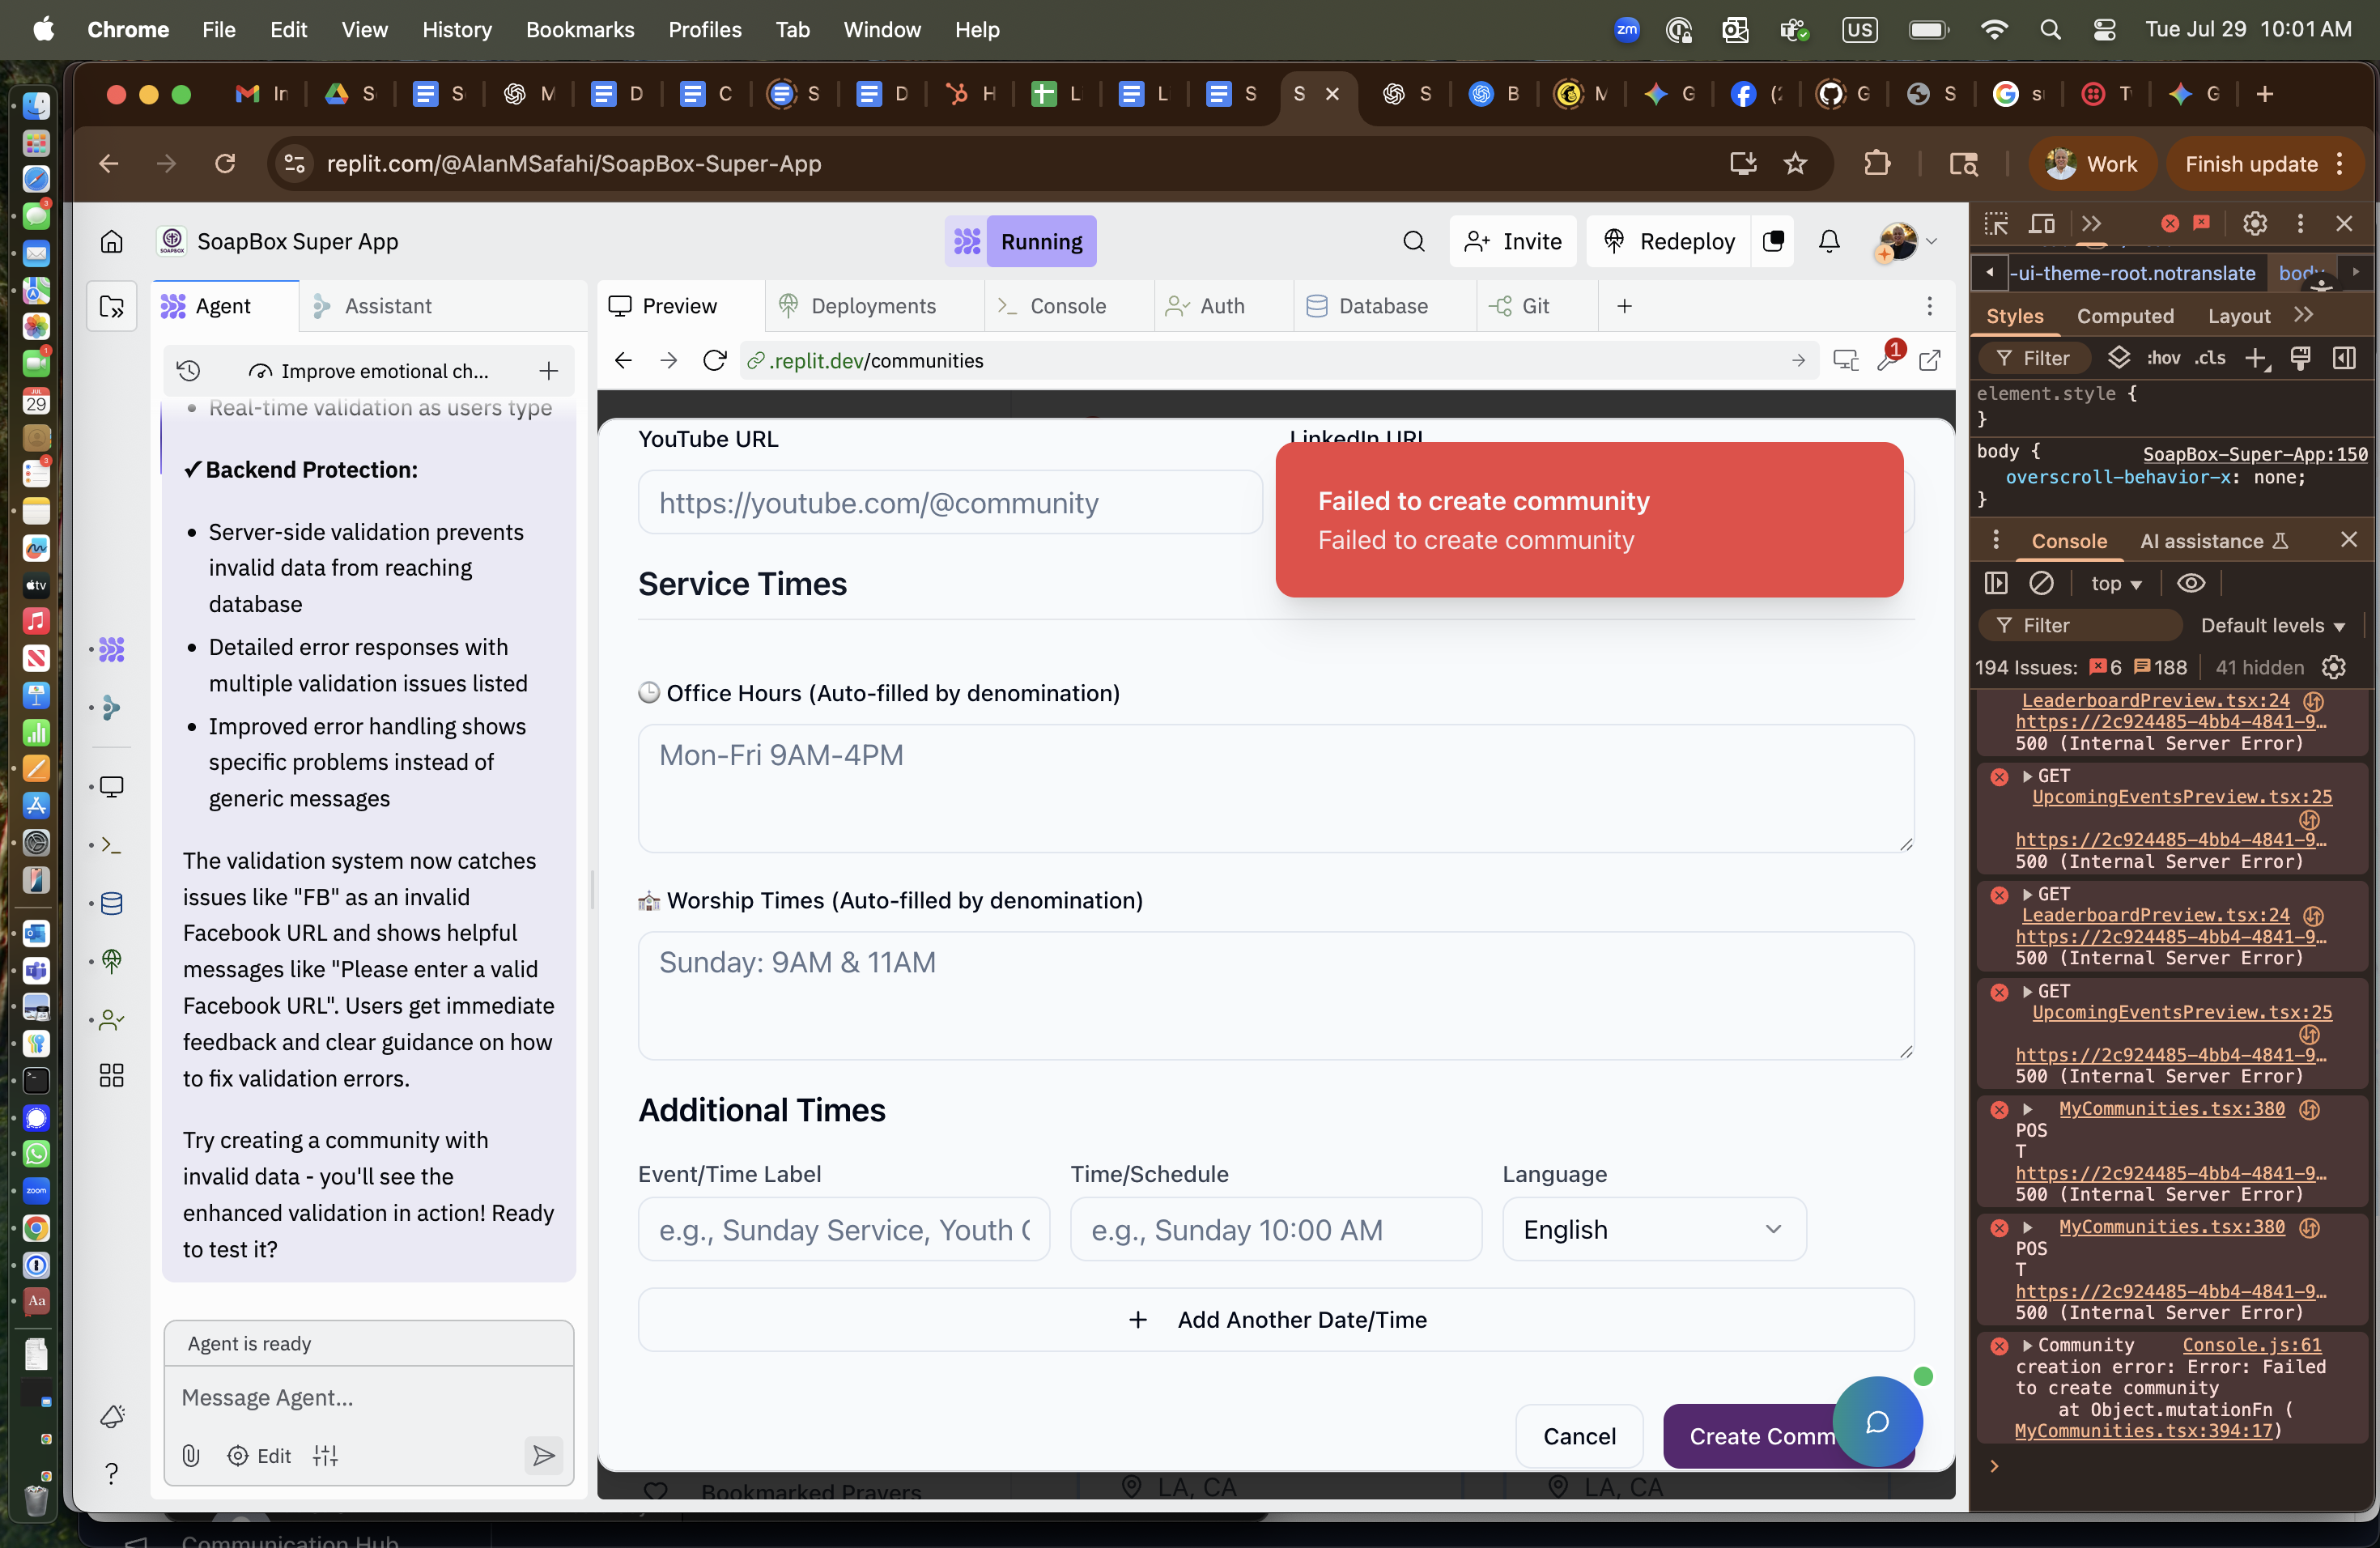 Chrome File Edit View History Bookmarks Profiles Tab Window Help
zm US Tue Jul 29 10:01 AM
replit.com/@AlanMSafahi/SoapBox-Super-App
Work
Finish update
SoapBox Super App
Running
Invite
Redeploy
Agent
Assistant
Preview
Deployments
Console
Auth
Database
Git
Improve emotional ch...
.replit.dev/communities
1
Real-time validation as users type
✓ Backend Protection:
Server-side validation prevents
invalid data from reaching
database
Detailed error responses with
multiple validation issues listed
Improved error handling shows
specific problems instead of
generic messages
The validation system now catches
issues like "FB" as an invalid
Facebook URL and shows helpful
messages like "Please enter a valid
Facebook URL". Users get immediate
feedback and clear guidance on how
to fix validation errors.
Try creating a community with
invalid data - you'll see the
enhanced validation in action! Ready
to test it?
Agent is ready
Message Agent...
Edit
YouTube URL
LinkedIn URL
https://youtube.com/@community
Failed to create community
Failed to create community
Service Times
Office Hours (Auto-filled by denomination)
Mon-Fri 9AM-4PM
Worship Times (Auto-filled by denomination)
Sunday: 9AM & 11AM
Additional Times
Event/Time Label
Time/Schedule
Language
e.g., Sunday Service, Youth
e.g., Sunday 10:00 AM
English
+ Add Another Date/Time
Cancel
Create Comm
Bookmarked Prayers
LA, CA
LA, CA
Communication Hub
-ui-theme-root.notranslate body
Styles Computed Layout
Filter :hov .cls
element.style {
}
body { SoapBox-Super-App:150
overscroll-behavior-x: none;
}
Console AI assistance
top
Filter Default levels
194 Issues: 6 188 41 hidden
LeaderboardPreview.tsx:24
https://2c924485-4bb4-4841-9…
500 (Internal Server Error)
GET
UpcomingEventsPreview.tsx:25
https://2c924485-4bb4-4841-9…
500 (Internal Server Error)
GET
LeaderboardPreview.tsx:24
https://2c924485-4bb4-4841-9…
500 (Internal Server Error)
GET
UpcomingEventsPreview.tsx:25
https://2c924485-4bb4-4841-9…
500 (Internal Server Error)
MyCommunities.tsx:380
POS
T
https://2c924485-4bb4-4841-9…
500 (Internal Server Error)
MyCommunities.tsx:380
POS
T
https://2c924485-4bb4-4841-9…
500 (Internal Server Error)
Community Console.js:61
creation error: Error: Failed
to create community
at Object.mutationFn (
MyCommunities.tsx:394:17)